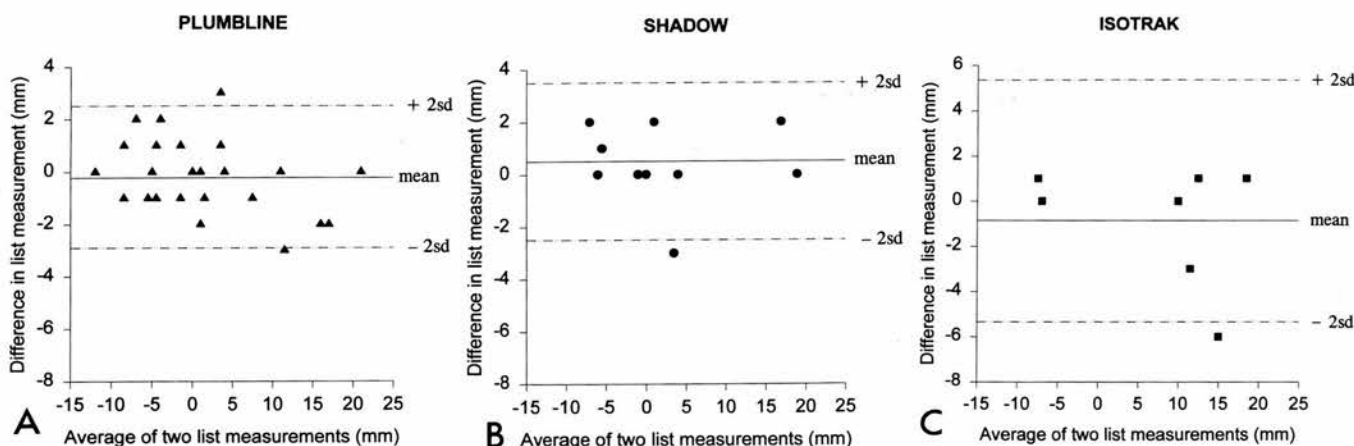 PLUMBLINE
Difference in list measurement (mm)
4
2
0
-2
-4
-6
-8
+ 2sd
mean
− 2sd
-15 -10 -5 0 5 10 15 20 25
Average of two list measurements (mm)
A
SHADOW
Difference in list measurement (mm)
4
2
0
-2
-4
-6
-8
+ 2sd
mean
− 2sd
-15 -10 -5 0 5 10 15 20 25
Average of two list measurements (mm)
B
ISOTRAK
Difference in list measurement (mm)
6
4
2
0
-2
-4
-6
-8
+ 2sd
mean
− 2sd
-15 -10 -5 0 5 10 15 20 25
Average of two list measurements (mm)
C